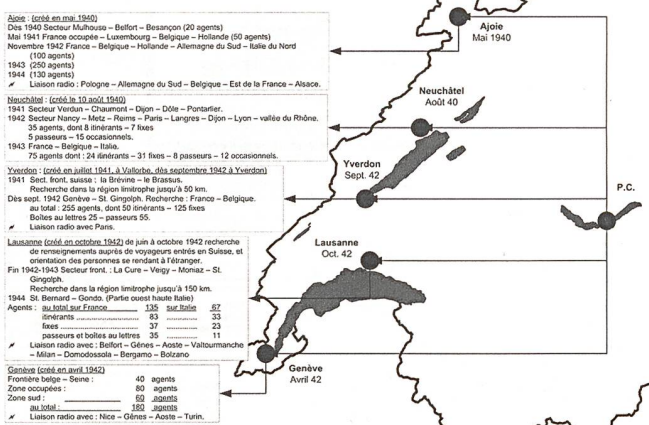 Ajoie : (créé en mai 1940)
Dès 1940 Secteur Mulhouse – Belfort – Besançon (20 agents)
Mai 1941 France occupée – Luxembourg – Belgique – Hollande (50 agents)
Novembre 1942 France – Belgique – Hollande – Allemagne du Sud – Italie du Nord
(100 agents)
1943 (250 agents)
1944 (130 agents)
Liaison radio : Pologne – Allemagne du Sud – Belgique – Est de la France – Alsace.
Neuchâtel : (créé le 10 août 1940)
1941 Secteur Verdun – Chaumont – Dijon – Dôle – Pontarlier.
1942 Secteur Nancy – Metz – Reims – Paris – Langres – Dijon – Lyon – vallée du Rhône.
35 agents, dont 8 itinérants – 7 fixes
5 passeurs – 15 occasionnels.
1943 France – Belgique – Italie.
75 agents dont : 24 itinérants – 31 fixes – 8 passeurs – 12 occasionnels.
Yverdon : (créé en juillet 1941, à Vallorbe, dès septembre 1942 à Yverdon)
1941 Sect. front. suisse : la Brévine – le Brassus.
Recherche dans la région limitrophe jusqu'à 50 km.
Dès sept. 1942 Genève – St. Gingolph. Recherche : France – Belgique.
au total : 255 agents, dont 50 itinérants – 125 fixes
Boîtes au lettres 25 – passeurs 55.
Liaison radio avec Paris.
Lausanne (créé en octobre 1942) de juin à octobre 1942 recherche
de renseignements auprès de voyageurs entrés en Suisse, et
orientation des personnes se rendant à l'étranger.
Fin 1942-1943 Secteur front. : La Cure – Veigy – Moniaz – St.
Gingolph.
Recherche dans la région limitrophe jusqu'à 150 km.
1944 St. Bernard – Gondo. (Partie ouest haute Italie)
Agents : au total sur France 135 sur Italie 67
itinérants 83 33
fixes 37 23
passeurs et boîtes au lettres 35 11
Liaison radio avec : Belfort – Gênes – Aoste – Valtournanche
– Milan – Domodossola – Bergamo – Bolzano
Genève (créé en avril 1942)
Frontière belge – Seine : 40 agents
Zone occupées : 80 agents
Zone sud : 60 agents
au total : 180 agents
Liaison radio avec : Nice – Gênes – Aoste – Turin.
Ajoie
Mai 1940
Neuchâtel
Août 40
Yverdon
Sept. 42
P.C.
Lausanne
Oct. 42
Genève
Avril 42